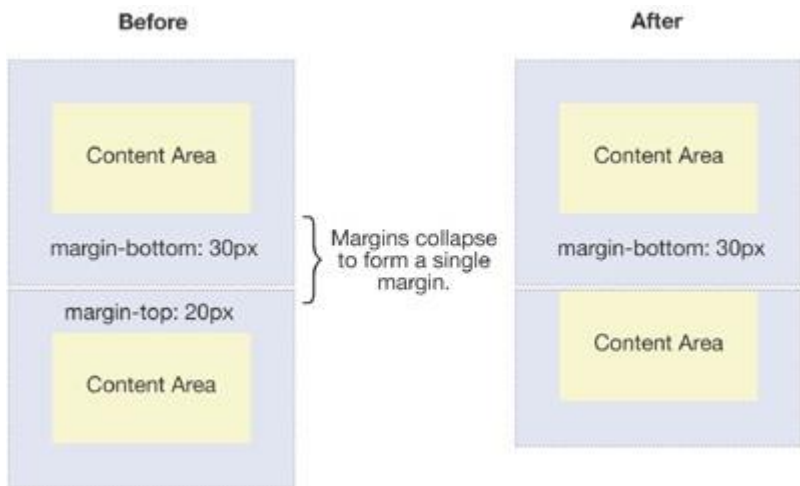 Before
After
Content Area
Content Area
margin-bottom: 30px
Margins collapse
to form a single
margin.
margin-bottom: 30px
margin-top: 20px
Content Area
Content Area